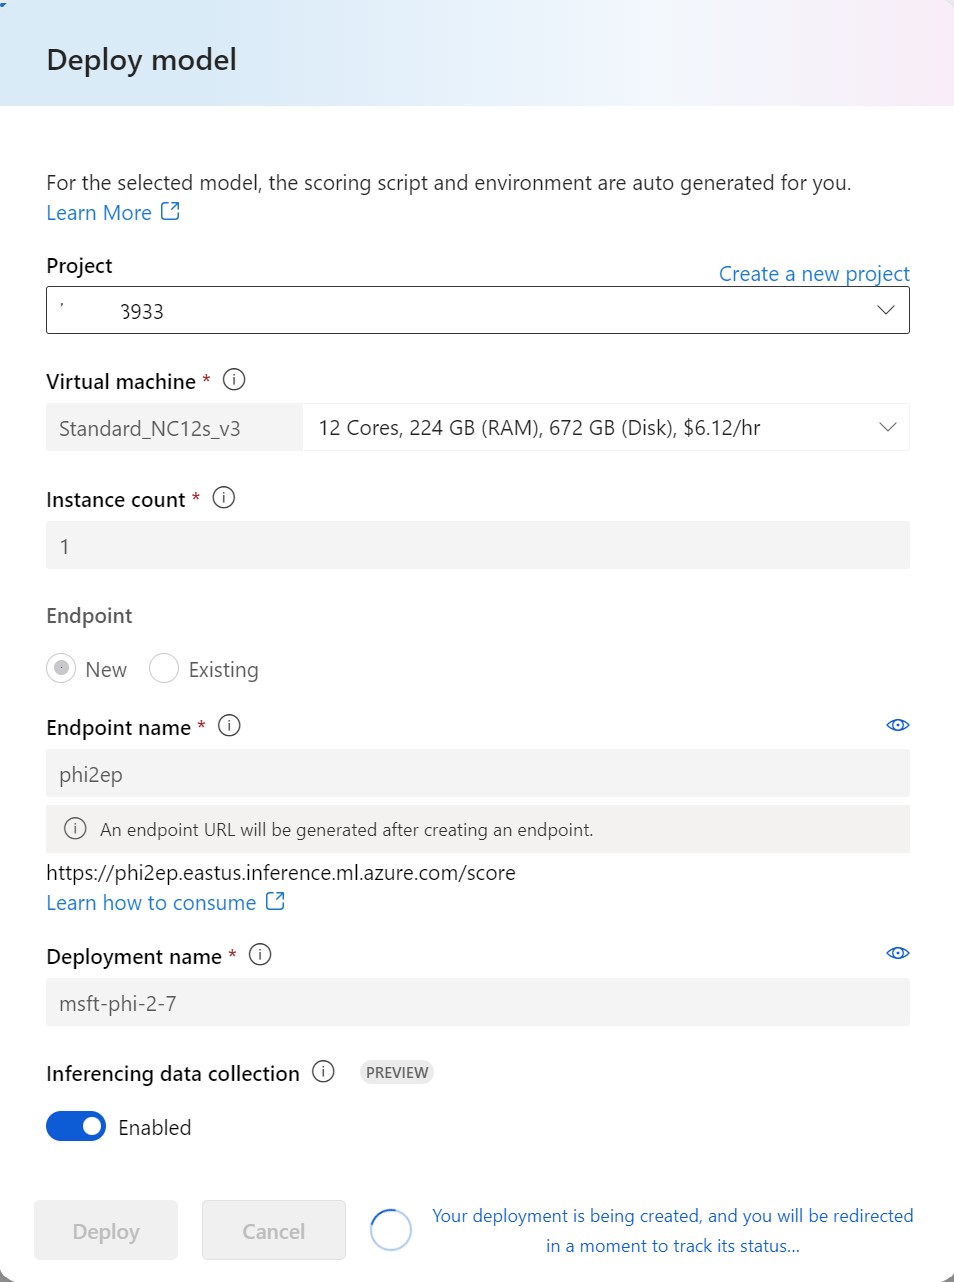 Deploy model
For the selected model, the scoring script and environment are auto generated for you.
Learn More
Project
Create a new project
3933
Virtual machine *
Standard_NC12s_v3
12 Cores, 224 GB (RAM), 672 GB (Disk), $6.12/hr
Instance count *
1
Endpoint
New
Existing
Endpoint name *
phi2ep
An endpoint URL will be generated after creating an endpoint.
https://phi2ep.eastus.inference.ml.azure.com/score
Learn how to consume
Deployment name *
msft-phi-2-7
Inferencing data collection
PREVIEW
Enabled
Deploy
Cancel
Your deployment is being created, and you will be redirected
in a moment to track its status...